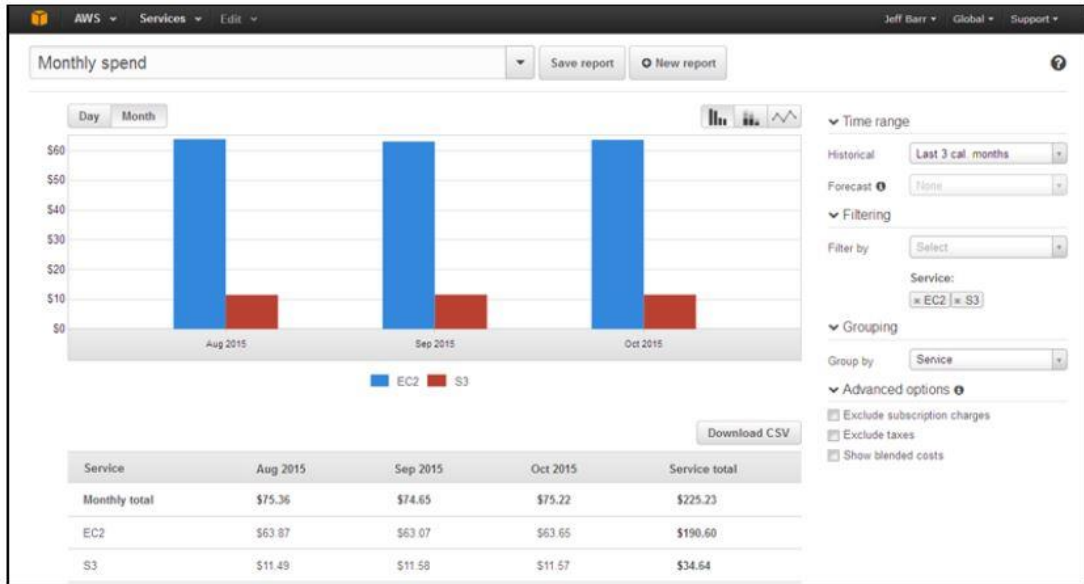 AWS Services Edit Jeff Barr Global Support
Monthly spend Save report New report
Day Month
$60
$50
$40
$30
$20
$10
$0
Aug 2015 Sep 2015 Oct 2015
EC2 S3
Time range
Historical Last 3 cal. months
Forecast None
Filtering
Filter by Select
Service:
× EC2 × S3
Grouping
Group by Service
Advanced options
Exclude subscription charges
Exclude taxes
Show blended costs
Download CSV
Service Aug 2015 Sep 2015 Oct 2015 Service total
Monthly total $75.36 $74.65 $75.22 $225.23
EC2 $63.87 $63.07 $63.65 $190.60
S3 $11.49 $11.58 $11.57 $34.64